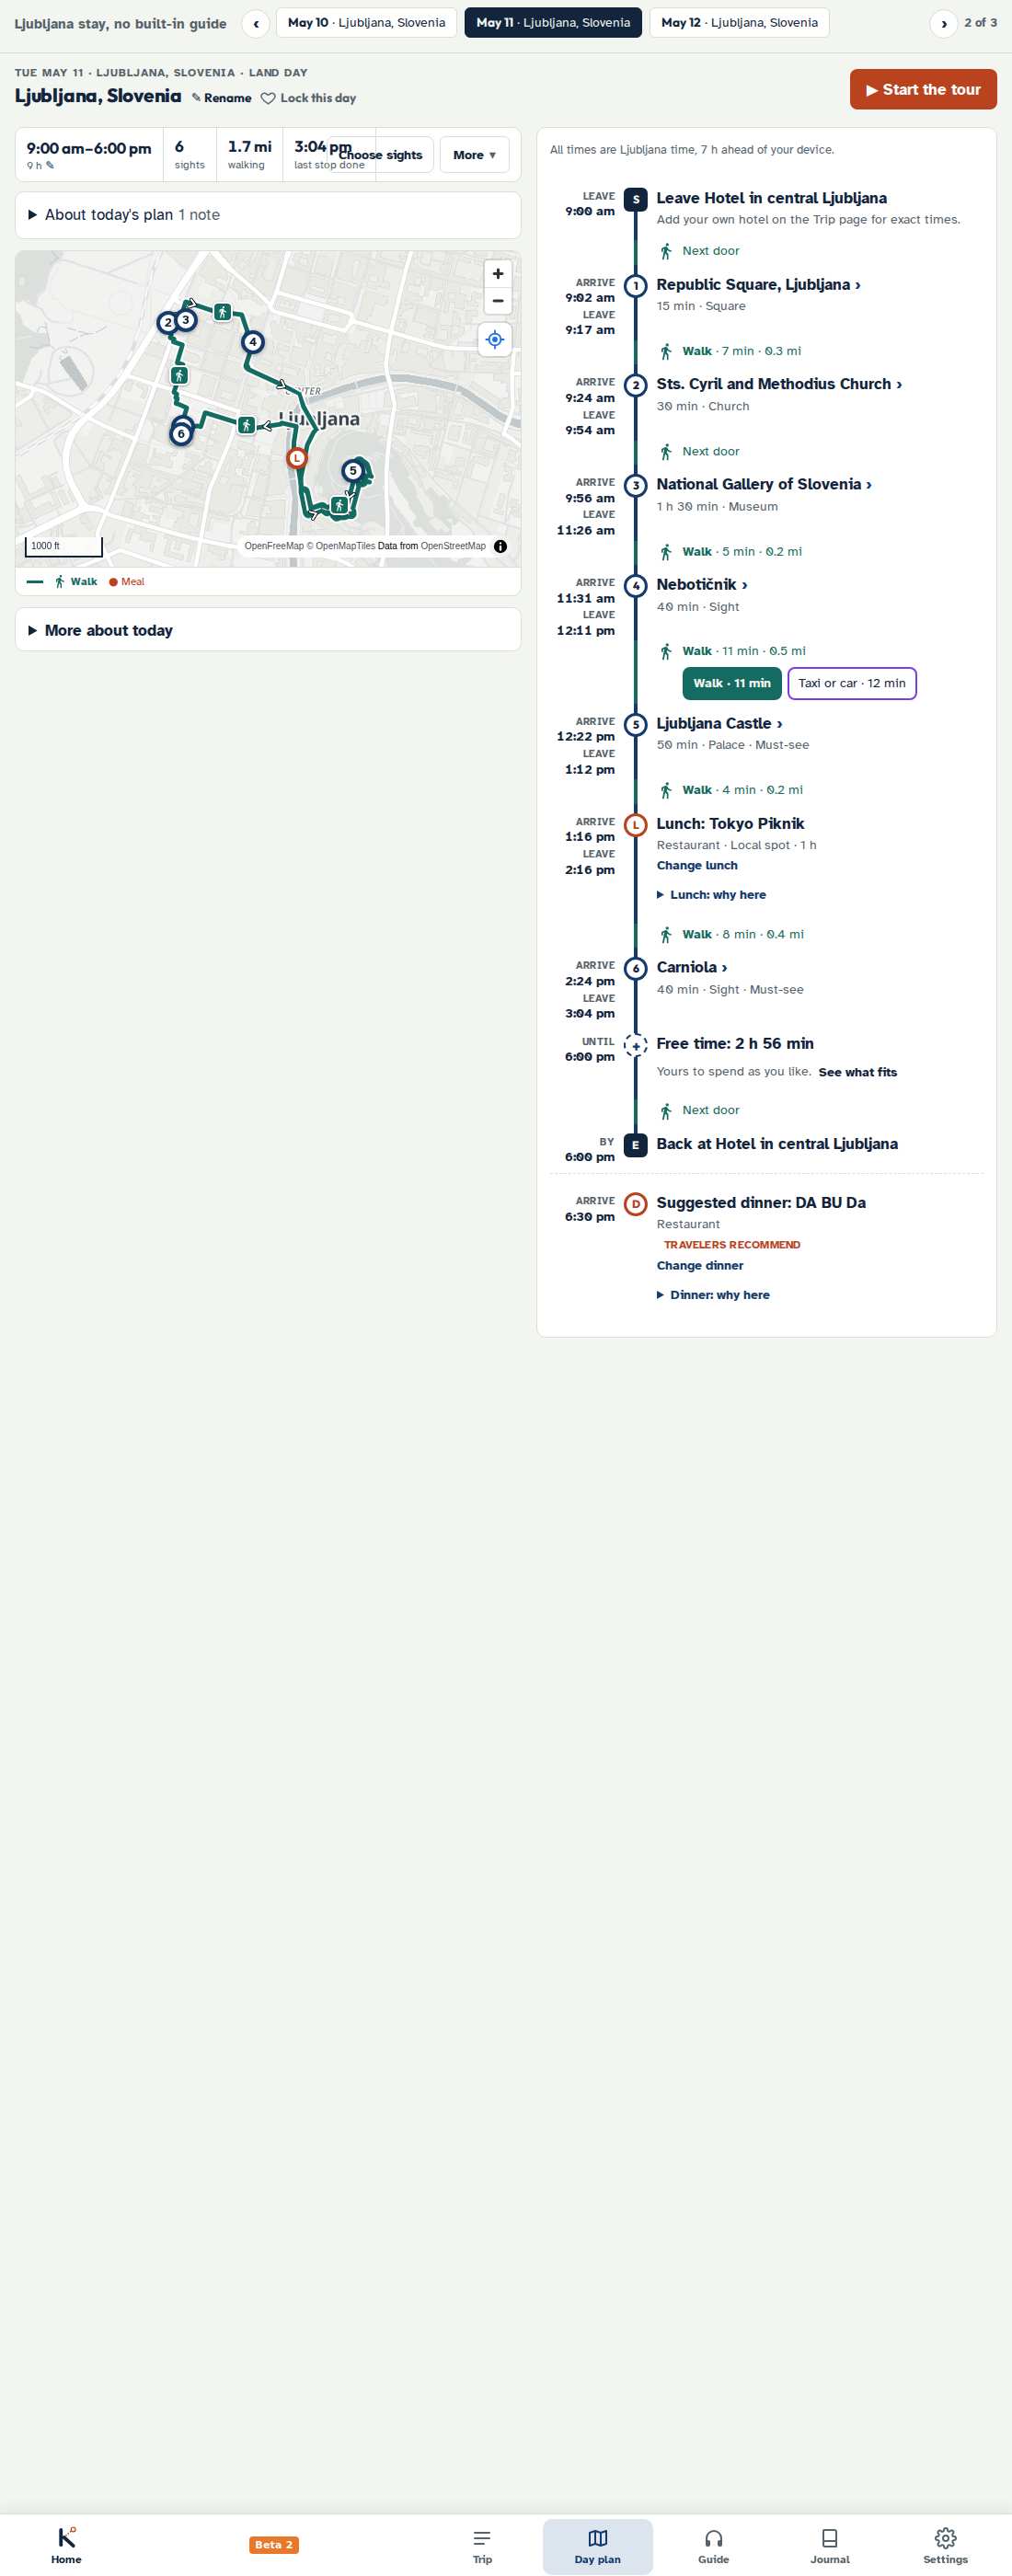 Ljubljana stay, no built-in guide
‹
May 10 · Ljubljana, Slovenia
May 11 · Ljubljana, Slovenia
May 12 · Ljubljana, Slovenia
›
2 of 3
TUE MAY 11 · LJUBLJANA, SLOVENIA · LAND DAY
Ljubljana, Slovenia ✎ Rename ♡ Lock this day
▶ Start the tour
9:00 am–6:00 pm
9 h ✎
6
sights
1.7 mi
walking
3:04 pm
last stop done
Choose sights
More ▼
▶ About today's plan 1 note
+
−
2
3
4
Ljubljana
6
L
5
1000 ft
OpenFreeMap © OpenMapTiles Data from OpenStreetMap
Walk
Meal
▶ More about today
All times are Ljubljana time, 7 h ahead of your device.
LEAVE
9:00 am
S
Leave Hotel in central Ljubljana
Add your own hotel on the Trip page for exact times.
Next door
ARRIVE
9:02 am
LEAVE
9:17 am
1
Republic Square, Ljubljana ›
15 min · Square
Walk · 7 min · 0.3 mi
ARRIVE
9:24 am
LEAVE
9:54 am
2
Sts. Cyril and Methodius Church ›
30 min · Church
Next door
ARRIVE
9:56 am
LEAVE
11:26 am
3
National Gallery of Slovenia ›
1 h 30 min · Museum
Walk · 5 min · 0.2 mi
ARRIVE
11:31 am
LEAVE
12:11 pm
4
Nebotičnik ›
40 min · Sight
Walk · 11 min · 0.5 mi
Walk · 11 min
Taxi or car · 12 min
ARRIVE
12:22 pm
LEAVE
1:12 pm
5
Ljubljana Castle ›
50 min · Palace · Must-see
Walk · 4 min · 0.2 mi
ARRIVE
1:16 pm
LEAVE
2:16 pm
L
Lunch: Tokyo Piknik
Restaurant · Local spot · 1 h
Change lunch
▶ Lunch: why here
Walk · 8 min · 0.4 mi
ARRIVE
2:24 pm
LEAVE
3:04 pm
6
Carniola ›
40 min · Sight · Must-see
UNTIL
6:00 pm
+
Free time: 2 h 56 min
Yours to spend as you like. See what fits
Next door
BY
6:00 pm
E
Back at Hotel in central Ljubljana
ARRIVE
6:30 pm
D
Suggested dinner: DA BU Da
Restaurant
TRAVELERS RECOMMEND
Change dinner
▶ Dinner: why here
Home
Beta 2
Trip
Day plan
Guide
Journal
Settings